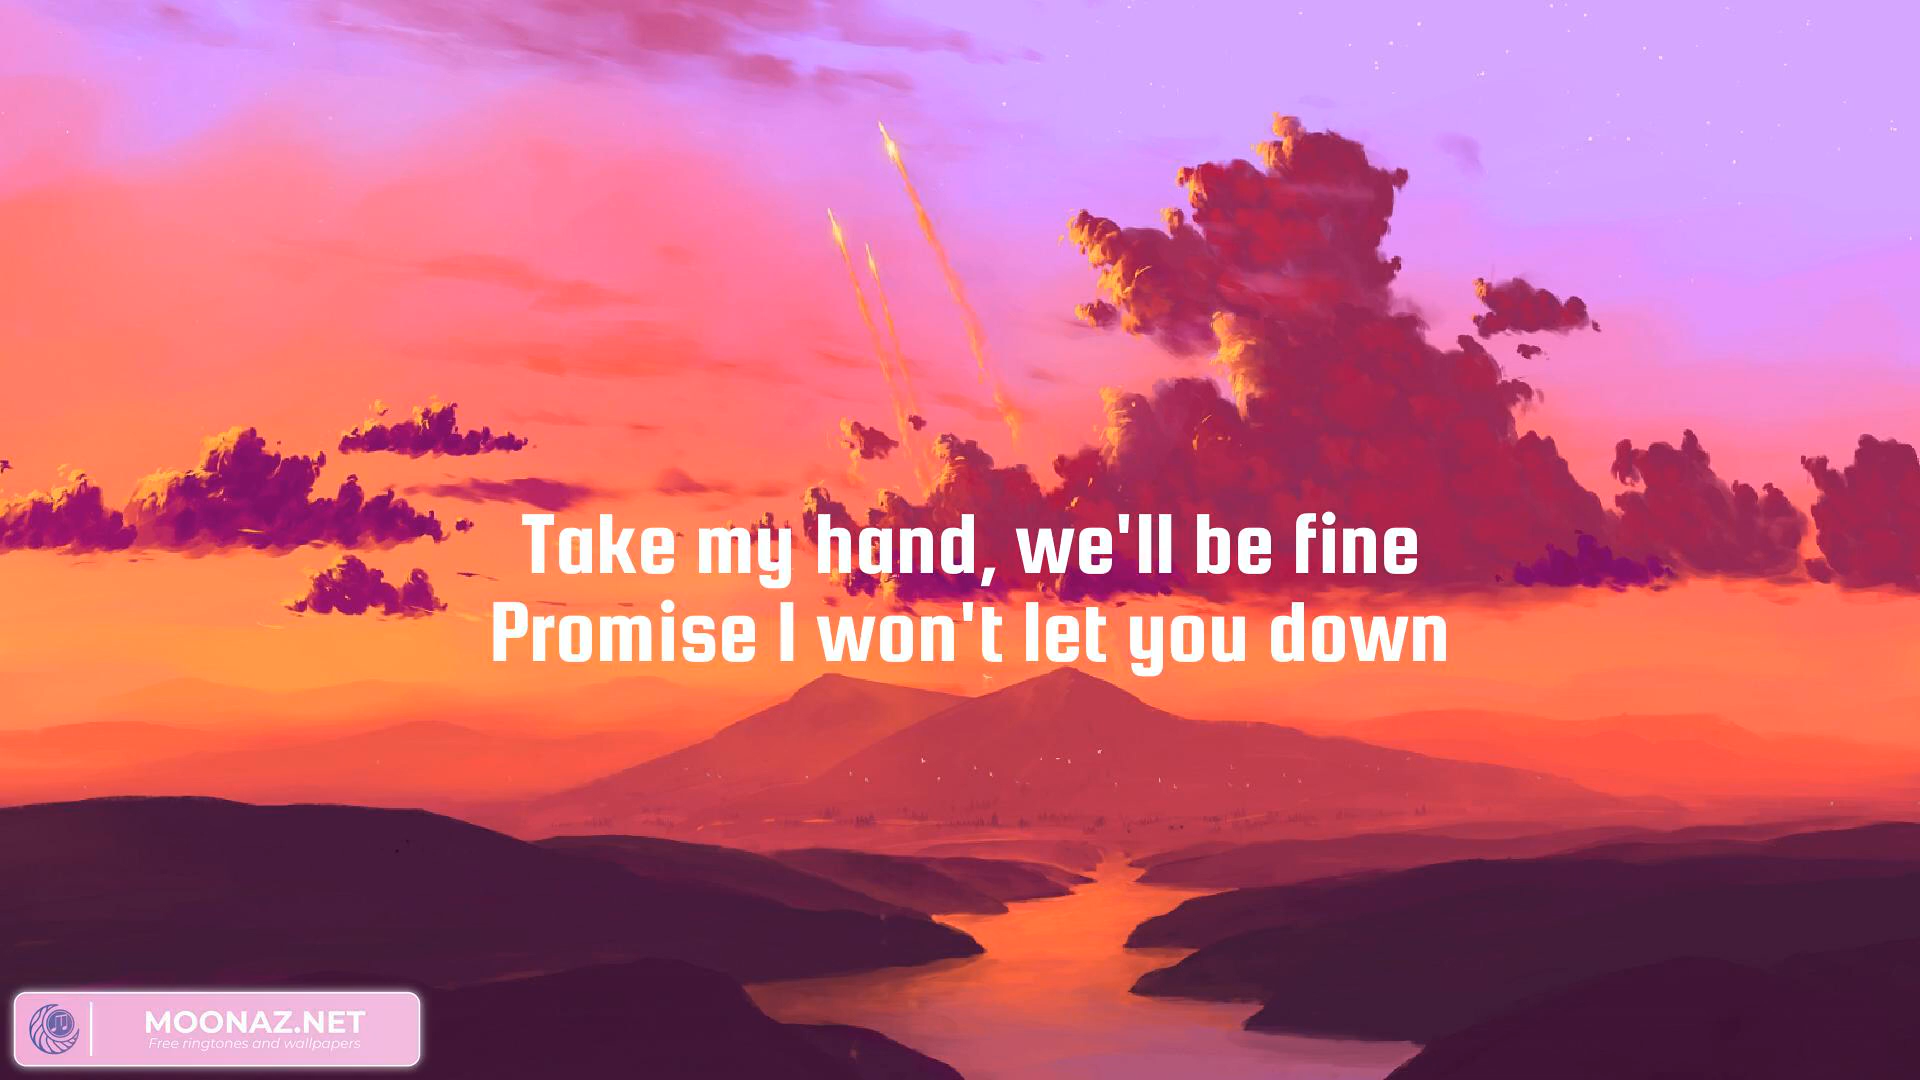 Take my hand, we'll be fine
Promise I won't let you down
MOONAZ.NET
Free ringtones and wallpapers